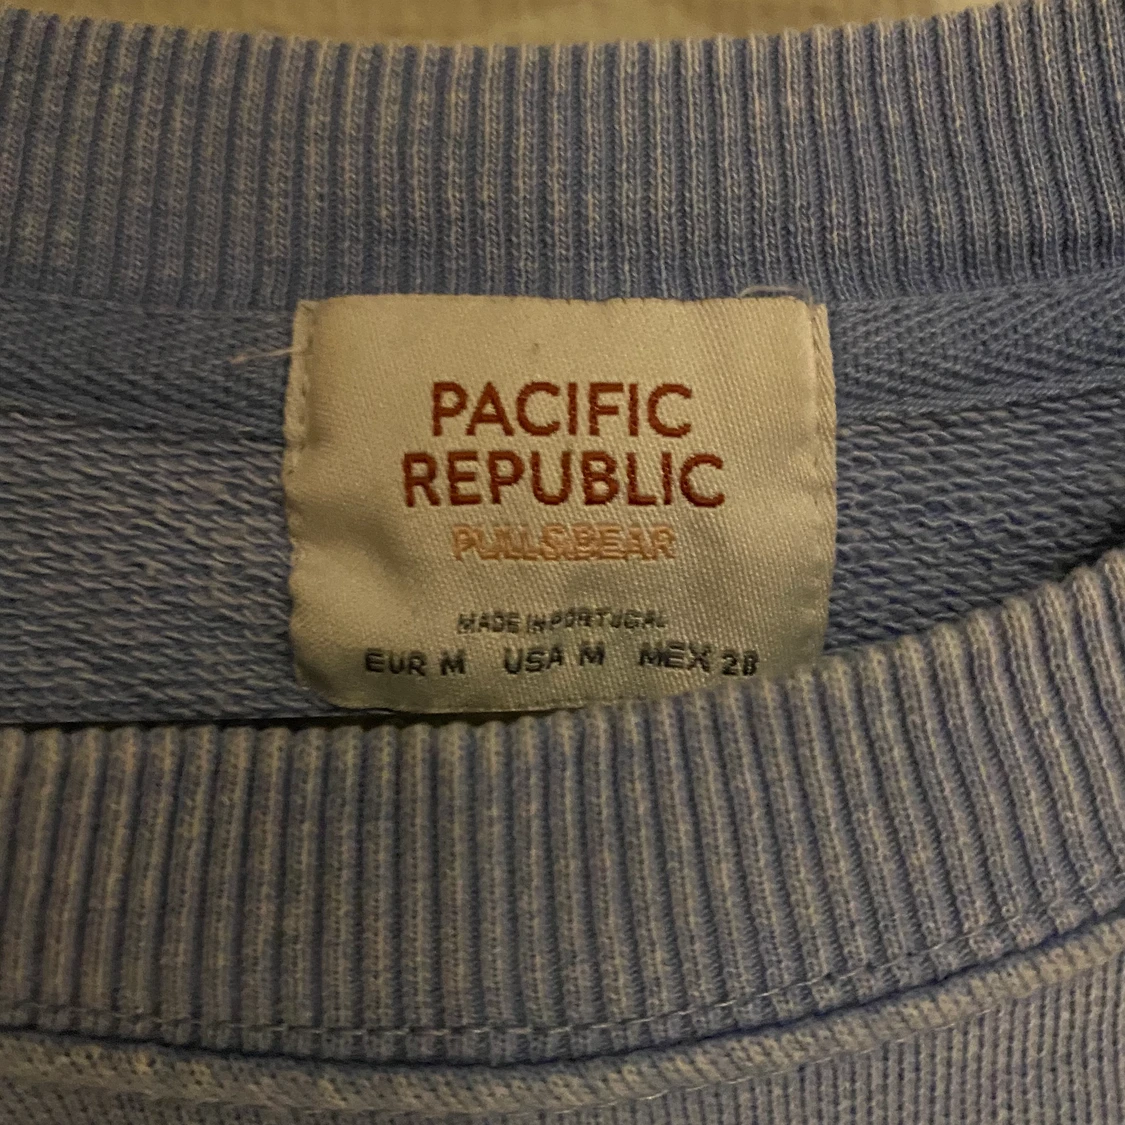 PACIFIC
REPUBLIC
PULL&BEAR
MADE IN PORTUGAL
EUR M USA M MEX 28